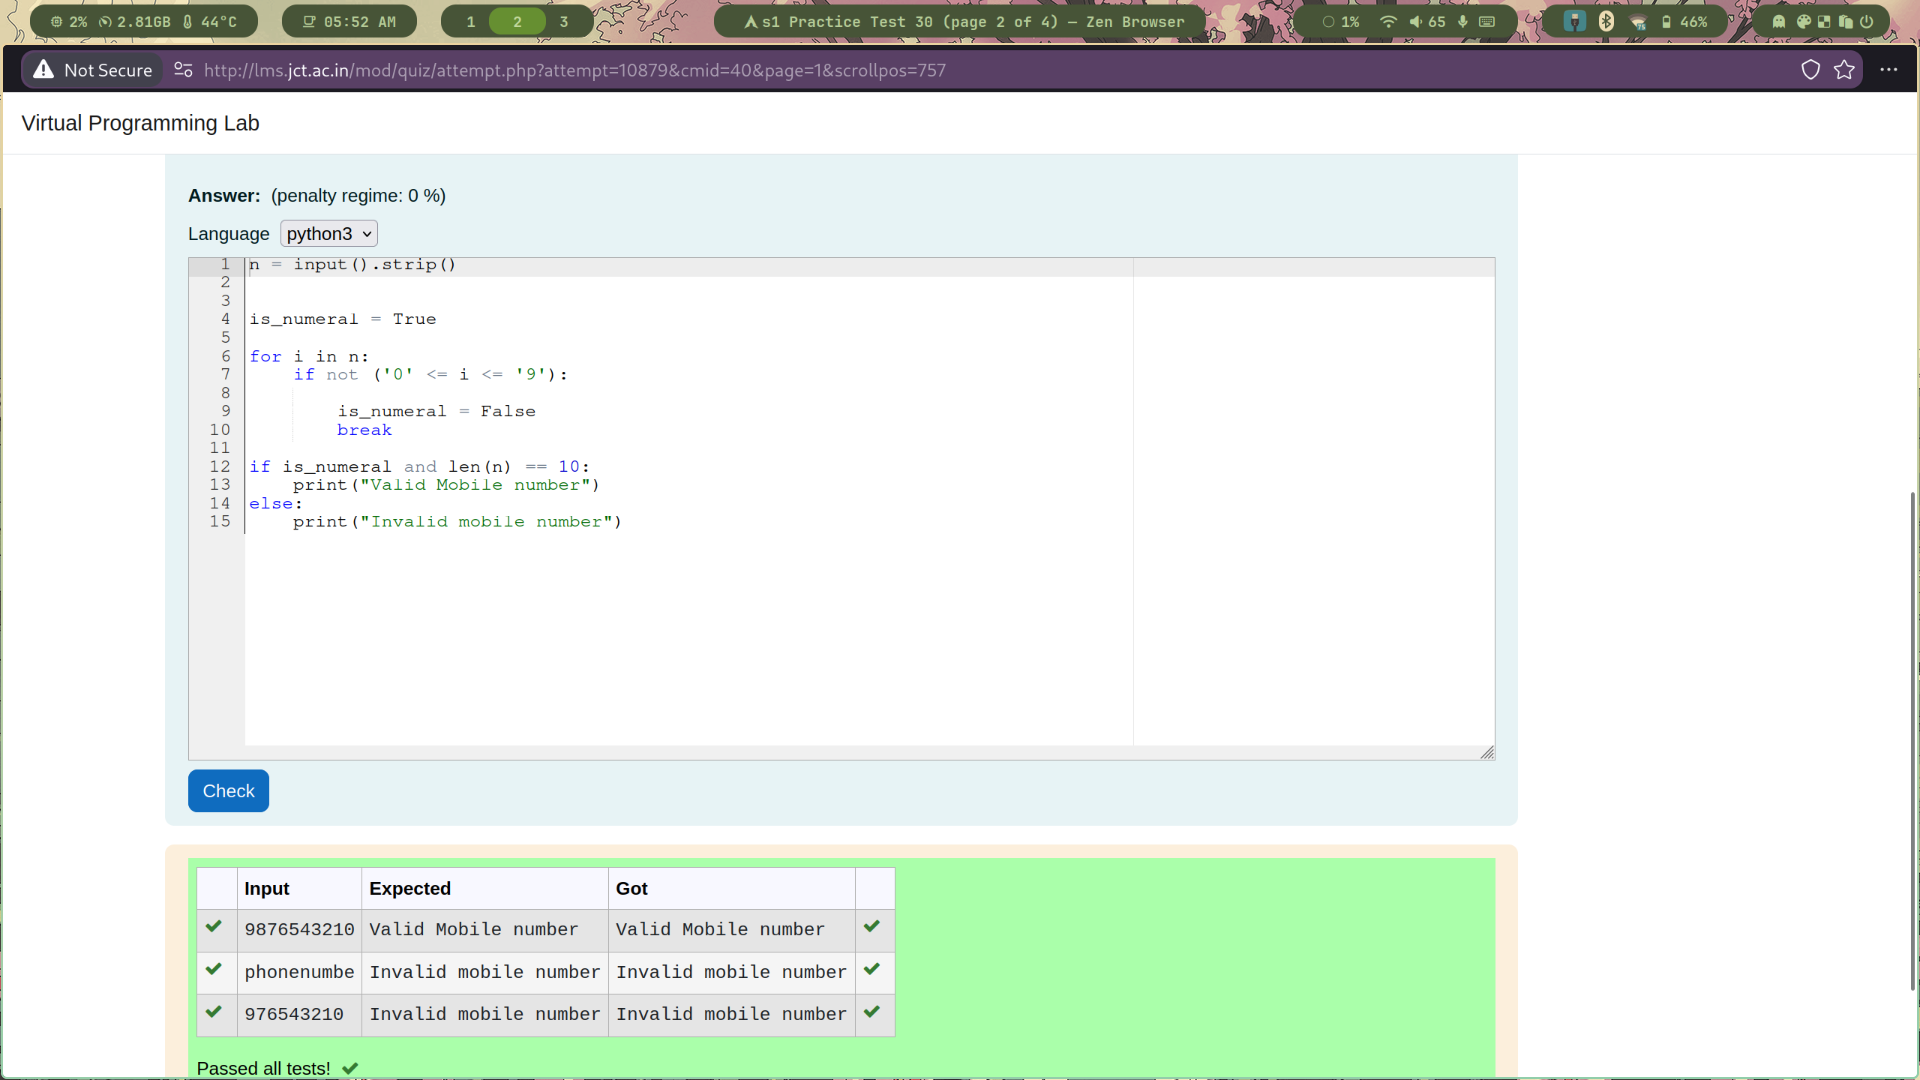 2% 2.81GB 44°C 05:52 AM 1 2 3 s1 Practice Test 30 (page 2 of 4) — Zen Browser 1% 65 46%
Not Secure http://lms.jct.ac.in/mod/quiz/attempt.php?attempt=10879&cmid=40&page=1&scrollpos=757
Virtual Programming Lab
Answer: (penalty regime: 0 %)
Language python3
1 n = input().strip()
2
3
4 is_numeral = True
5
6 for i in n:
7     if not ('0' <= i <= '9'):
8
9         is_numeral = False
10         break
11
12 if is_numeral and len(n) == 10:
13     print("Valid Mobile number")
14 else:
15     print("Invalid mobile number")
Check
Input Expected Got
9876543210 Valid Mobile number Valid Mobile number
phonenumbe Invalid mobile number Invalid mobile number
976543210 Invalid mobile number Invalid mobile number
Passed all tests!